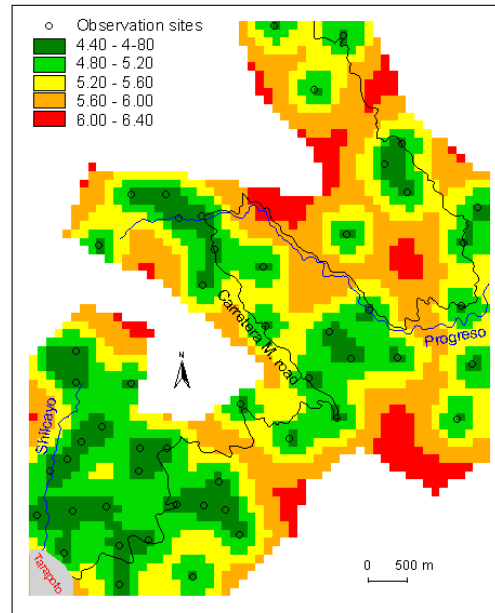 Observation sites
4.40 - 4-80
4.80 - 5.20
5.20 - 5.60
5.60 - 6.00
6.00 - 6.40
Carretera M. road
Progreso
N
Shilcayo
Tarapoto
0 500 m